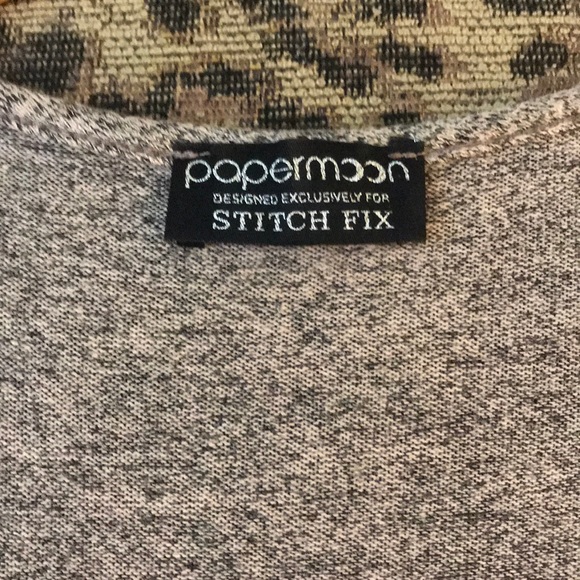 papermoon
DESIGNED EXCLUSIVELY FOR
STITCH FIX